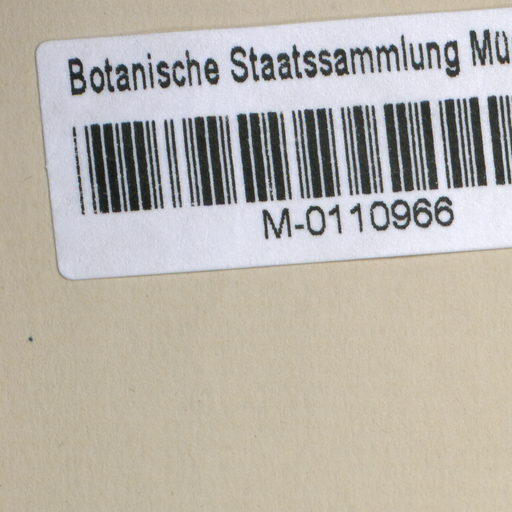 Botanische Staatssammlung Mü
M-0110966